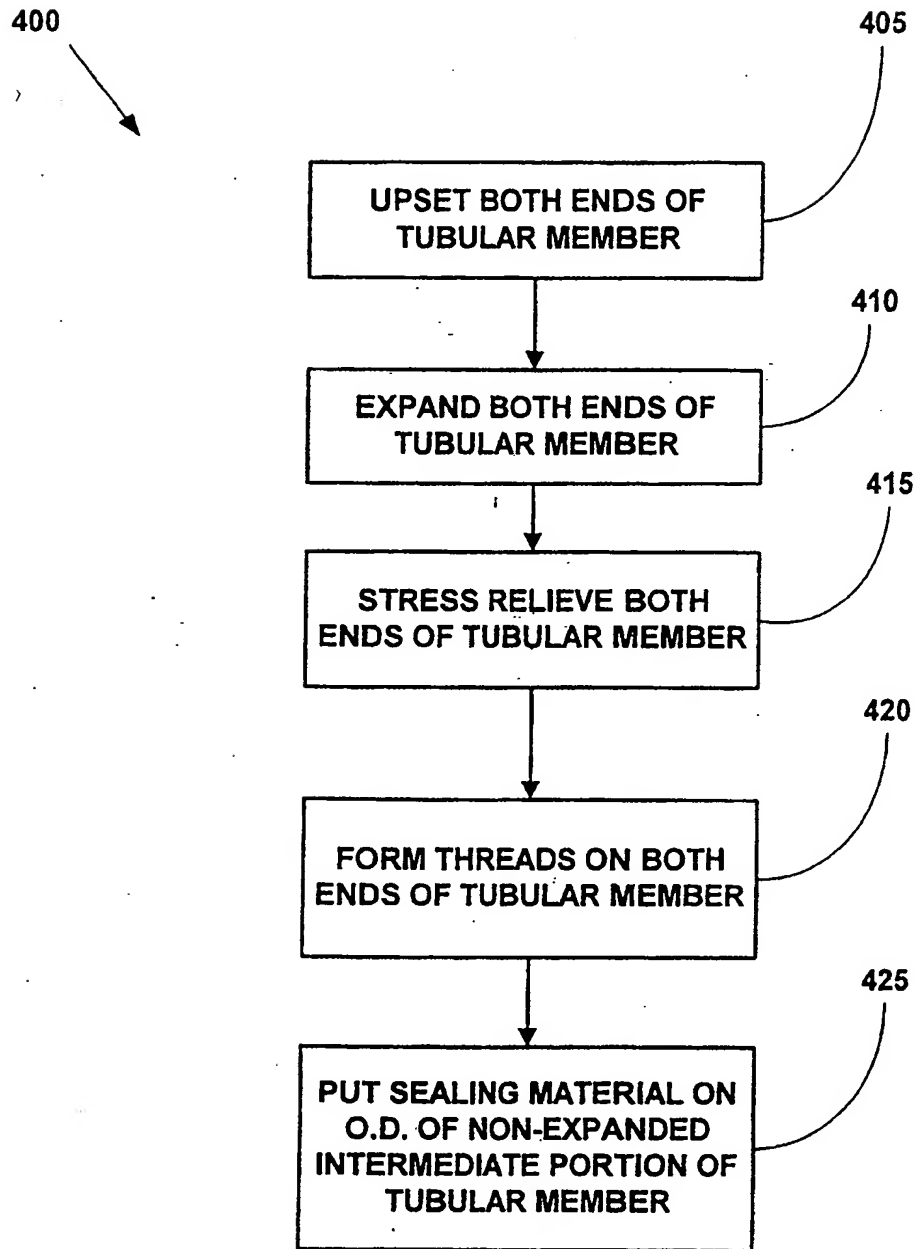 400
405
UPSET BOTH ENDS OF
TUBULAR MEMBER
410
EXPAND BOTH ENDS OF
TUBULAR MEMBER
415
STRESS RELIEVE BOTH
ENDS OF TUBULAR MEMBER
420
FORM THREADS ON BOTH
ENDS OF TUBULAR MEMBER
425
PUT SEALING MATERIAL ON
O.D. OF NON-EXPANDED
INTERMEDIATE PORTION OF
TUBULAR MEMBER